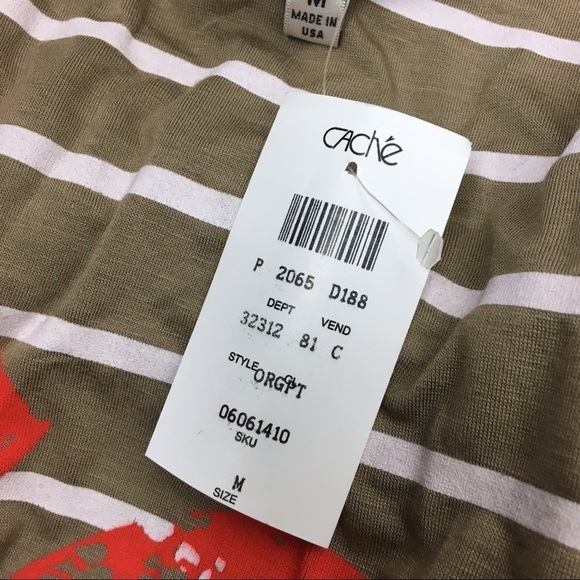 M
MADE IN
USA
CAChé
P 2065 D188
DEPT VEND
32312 81 C
STYLE CL
ORGPT
06061410
SKU
M
SIZE